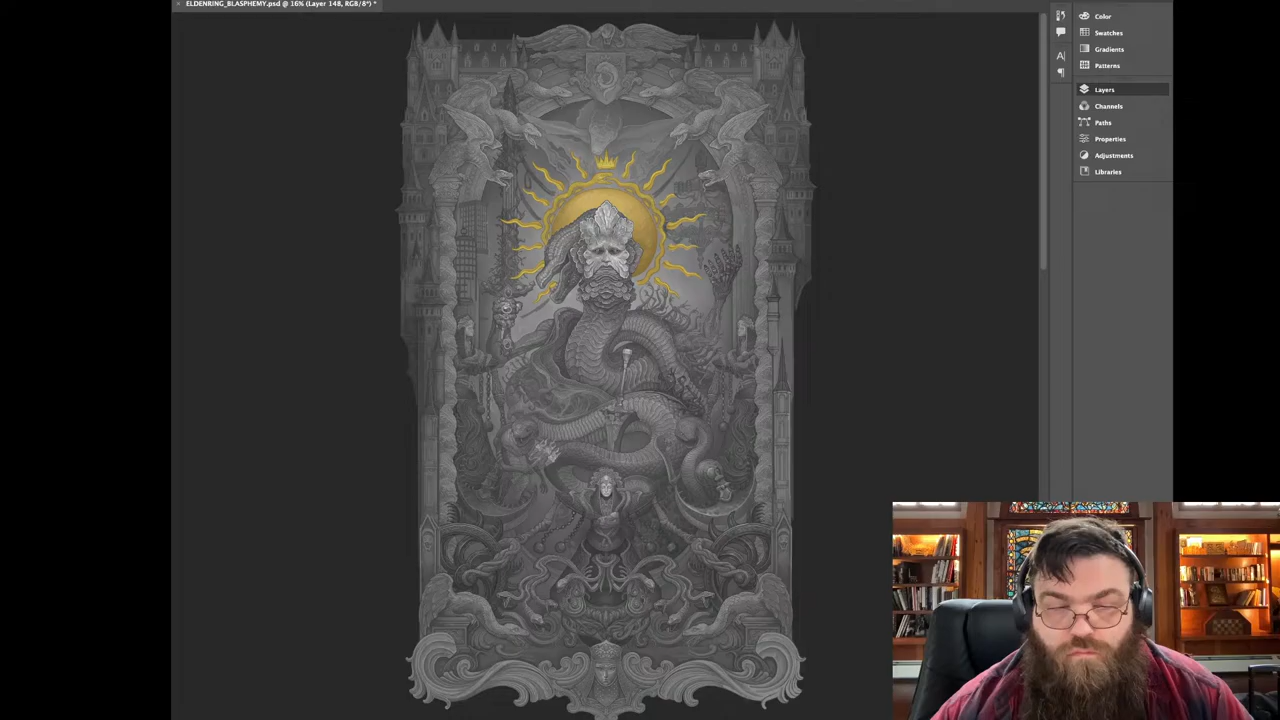 × ELDENRING_BLASPHEMY.psd @ 16% (Layer 148, RGB/8*) *
Color
Swatches
Gradients
Patterns
Layers
Channels
Paths
Properties
Adjustments
Libraries